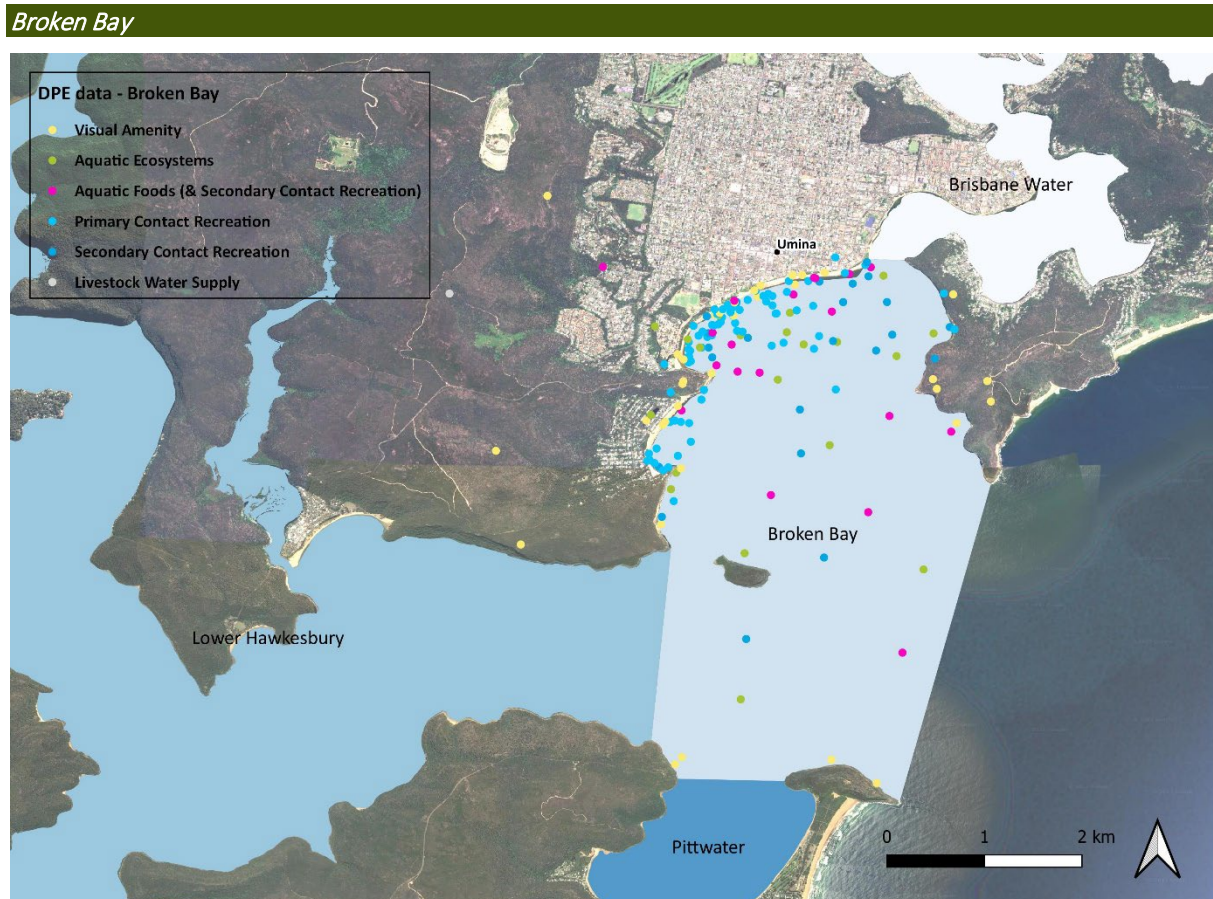 Broken Bay
DPE data - Broken Bay
Visual Amenity
Aquatic Ecosystems
Aquatic Foods (& Secondary Contact Recreation)
Primary Contact Recreation
Secondary Contact Recreation
Livestock Water Supply
Brisbane Water
Umina
Broken Bay
Lower Hawkesbury
Pittwater
0 1 2 km